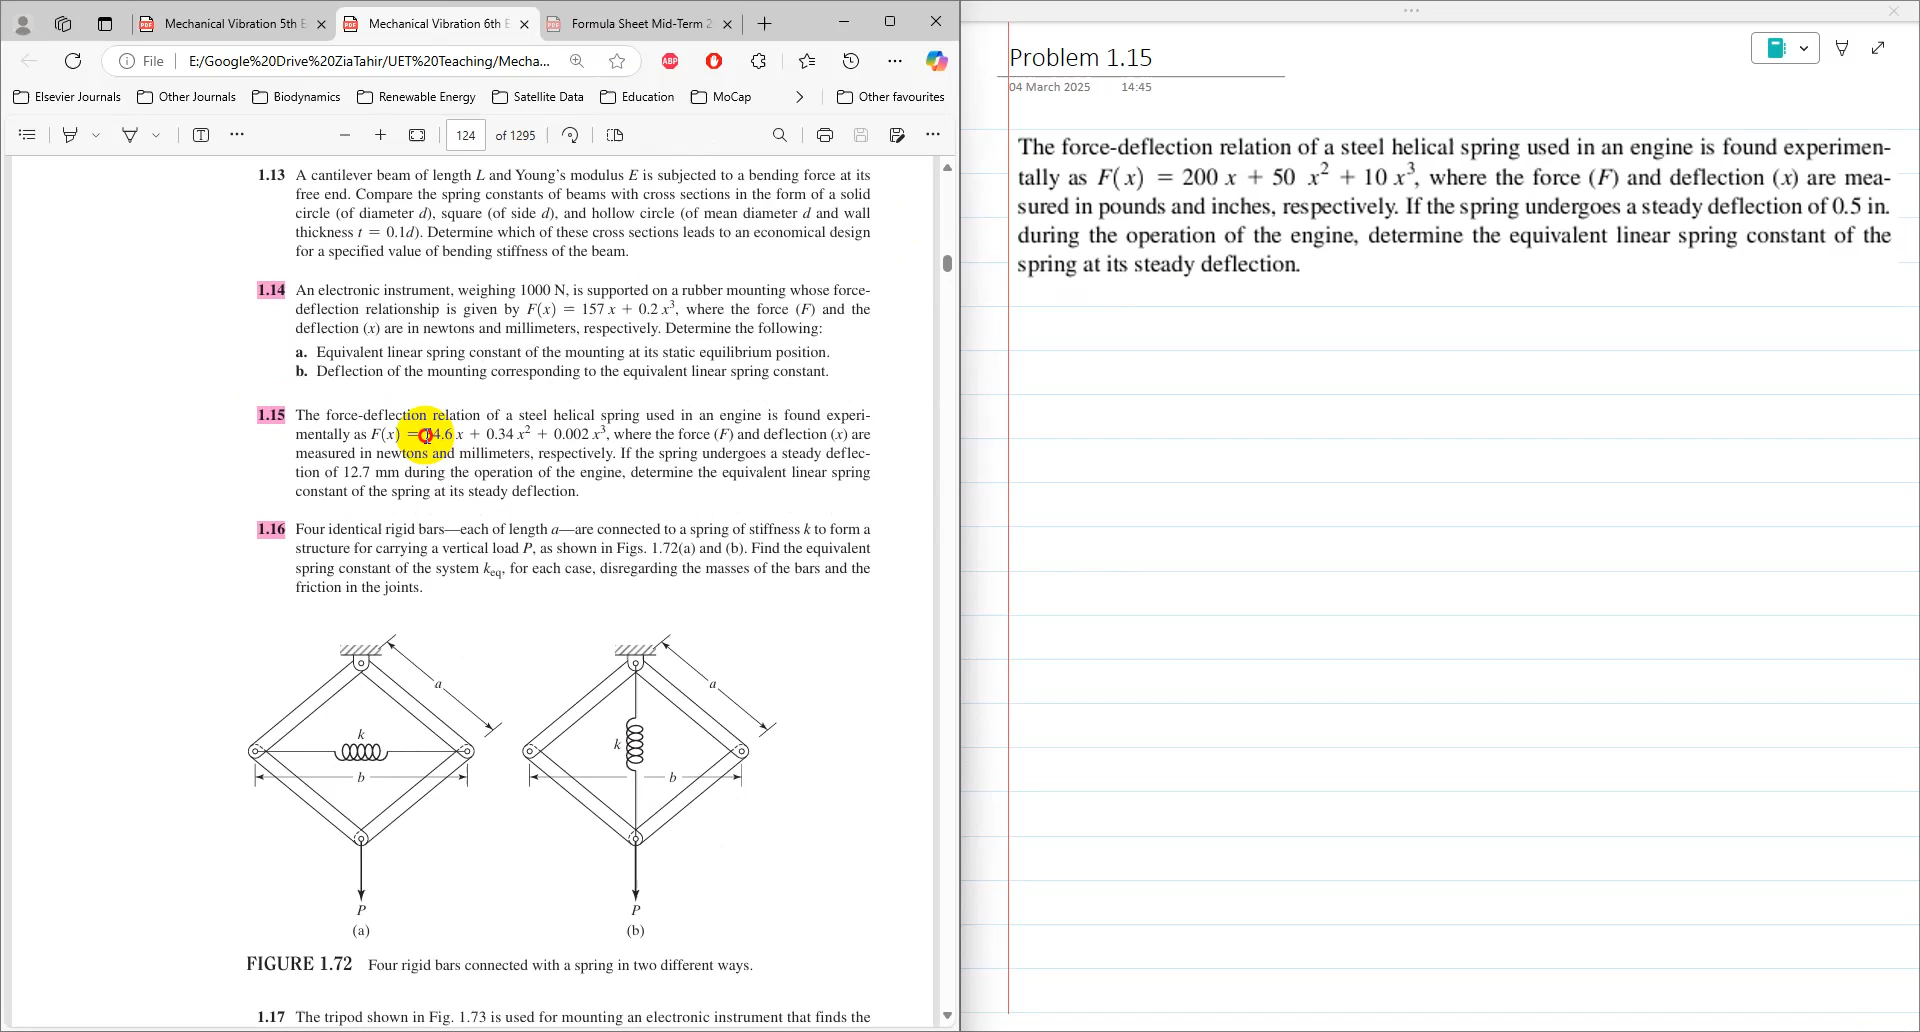 Mechanical Vibration 5th E
Mechanical Vibration 6th E
Formula Sheet Mid-Term 2
File
E:/Google%20Drive%20ZiaTahir/UET%20Teaching/Mecha...
ABP
Elsevier Journals
Other Journals
Biodynamics
Renewable Energy
Satellite Data
Education
MoCap
Other favourites
124 of 1295
1.13 A cantilever beam of length L and Young's modulus E is subjected to a bending force at its
free end. Compare the spring constants of beams with cross sections in the form of a solid
circle (of diameter d), square (of side d), and hollow circle (of mean diameter d and wall
thickness t = 0.1d). Determine which of these cross sections leads to an economical design
for a specified value of bending stiffness of the beam.
1.14 An electronic instrument, weighing 1000 N, is supported on a rubber mounting whose force-
deflection relationship is given by F(x) = 157 x + 0.2 x³, where the force (F) and the
deflection (x) are in newtons and millimeters, respectively. Determine the following:
a. Equivalent linear spring constant of the mounting at its static equilibrium position.
b. Deflection of the mounting corresponding to the equivalent linear spring constant.
1.15 The force-deflection relation of a steel helical spring used in an engine is found experi-
mentally as F(x) = 4.6 x + 0.34 x² + 0.002 x³, where the force (F) and deflection (x) are
measured in newtons and millimeters, respectively. If the spring undergoes a steady deflec-
tion of 12.7 mm during the operation of the engine, determine the equivalent linear spring
constant of the spring at its steady deflection.
1.16 Four identical rigid bars—each of length a—are connected to a spring of stiffness k to form a
structure for carrying a vertical load P, as shown in Figs. 1.72(a) and (b). Find the equivalent
spring constant of the system keq, for each case, disregarding the masses of the bars and the
friction in the joints.
a
k
b
P
(a)
a
k
b
P
(b)
FIGURE 1.72 Four rigid bars connected with a spring in two different ways.
1.17 The tripod shown in Fig. 1.73 is used for mounting an electronic instrument that finds the
Problem 1.15
04 March 2025 14:45
The force-deflection relation of a steel helical spring used in an engine is found experimen-
tally as F(x) = 200 x + 50 x² + 10 x³, where the force (F) and deflection (x) are mea-
sured in pounds and inches, respectively. If the spring undergoes a steady deflection of 0.5 in.
during the operation of the engine, determine the equivalent linear spring constant of the
spring at its steady deflection.